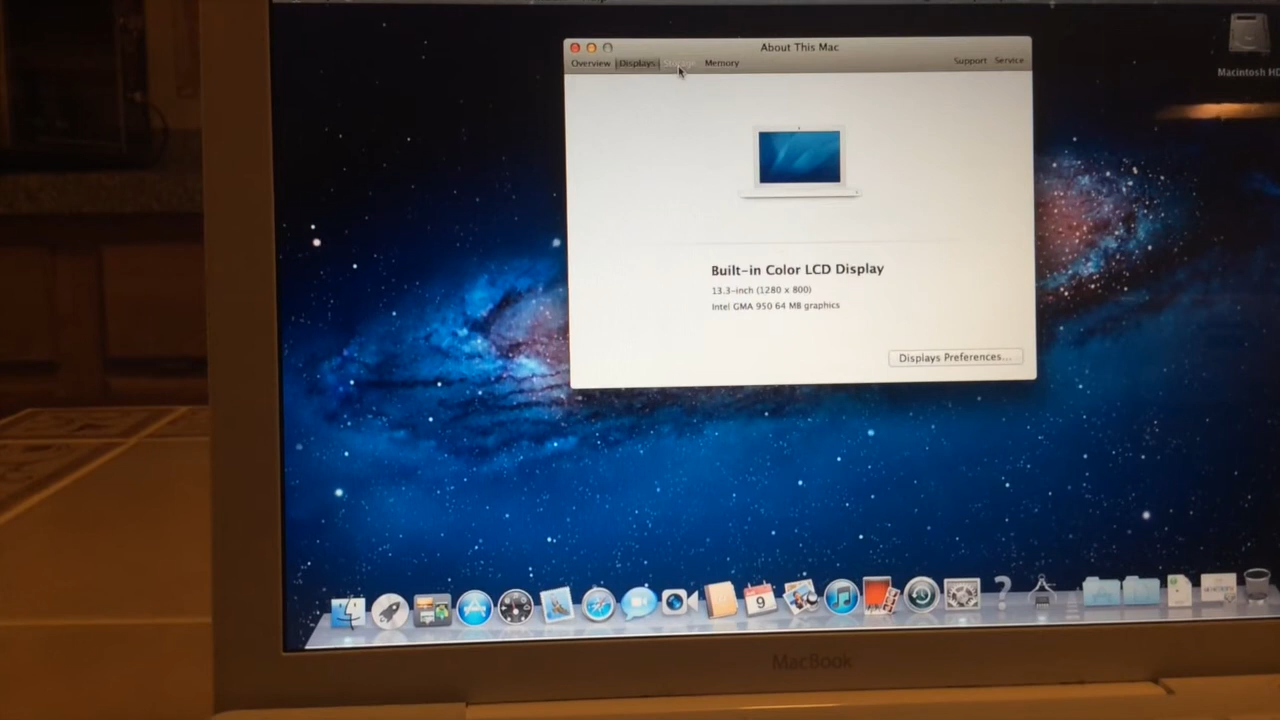 About This Mac
Overview Displays Storage Memory
Support Service
Macintosh HD
Built-in Color LCD Display
13.3-inch (1280 x 800)
Intel GMA 950 64 MB graphics
Displays Preferences...
9
?
MacBook